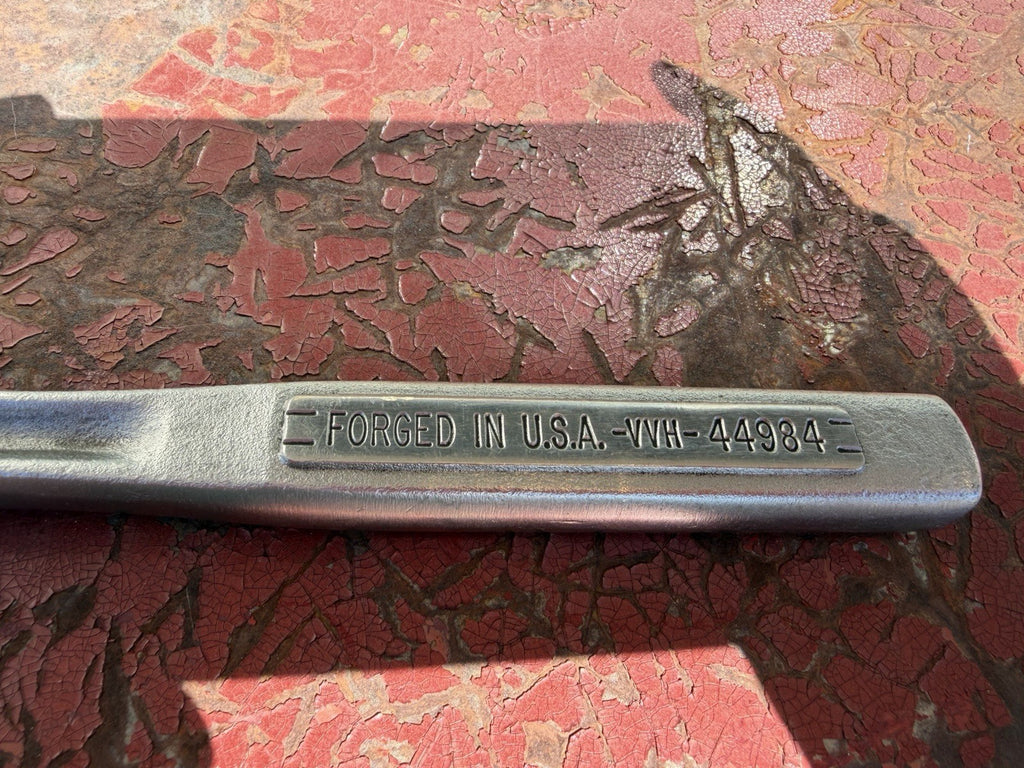 = FORGED IN U.S.A. -VVH- 44984 =